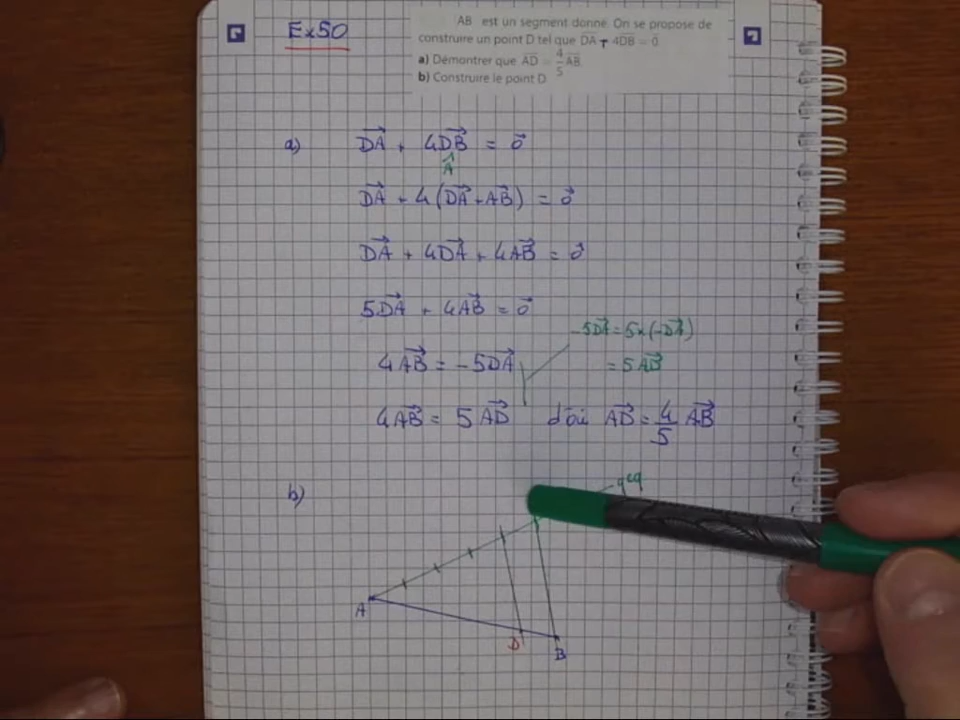 Ex50
AB est un segment donné. On se propose de
construire un point D tel que DA⃗ + 4DB⃗ = 0⃗
a) Démontrer que AD⃗ = 4/5 AB⃗
b) Construire le point D
a) DA⃗ + 4DB⃗ = 0⃗
A
DA⃗ + 4(DA⃗ + AB⃗) = 0⃗
DA⃗ + 4DA⃗ + 4AB⃗ = 0⃗
5DA⃗ + 4AB⃗ = 0⃗
-5DA⃗ = 5×(-DA⃗)
4AB⃗ = -5DA⃗
= 5AD⃗
4AB⃗ = 5AD⃗ d'où AD⃗ = 4/5 AB⃗
b)
qcq
A
D
B